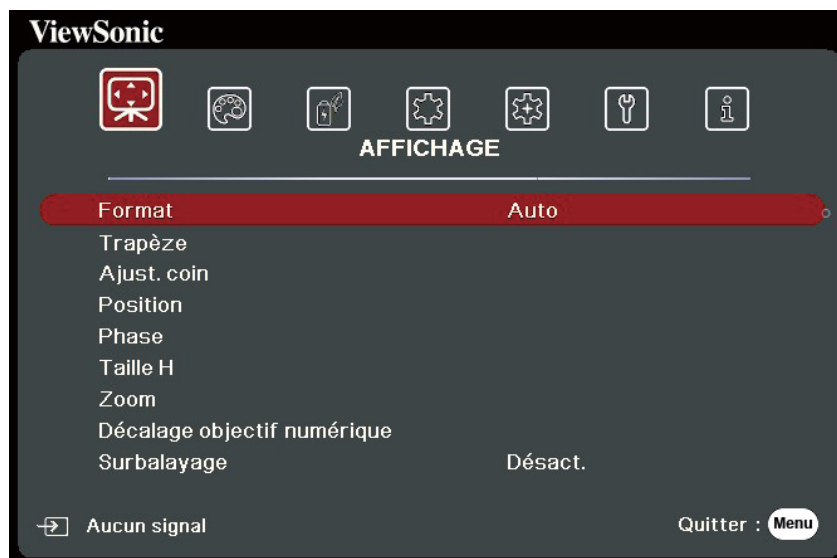 ViewSonic
AFFICHAGE
Format Auto
Trapèze
Ajust. coin
Position
Phase
Taille H
Zoom
Décalage objectif numérique
Surbalayage Désact.
Aucun signal Quitter : Menu